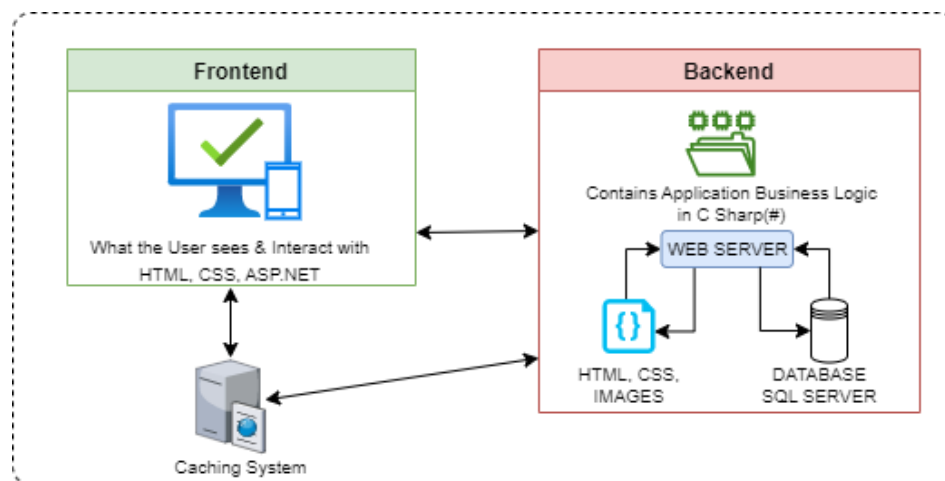 Frontend
What the User sees & Interact with
HTML, CSS, ASP.NET
Backend
Contains Application Business Logic
in C Sharp(#)
WEB SERVER
{}
HTML, CSS,
IMAGES
DATABASE
SQL SERVER
Caching System